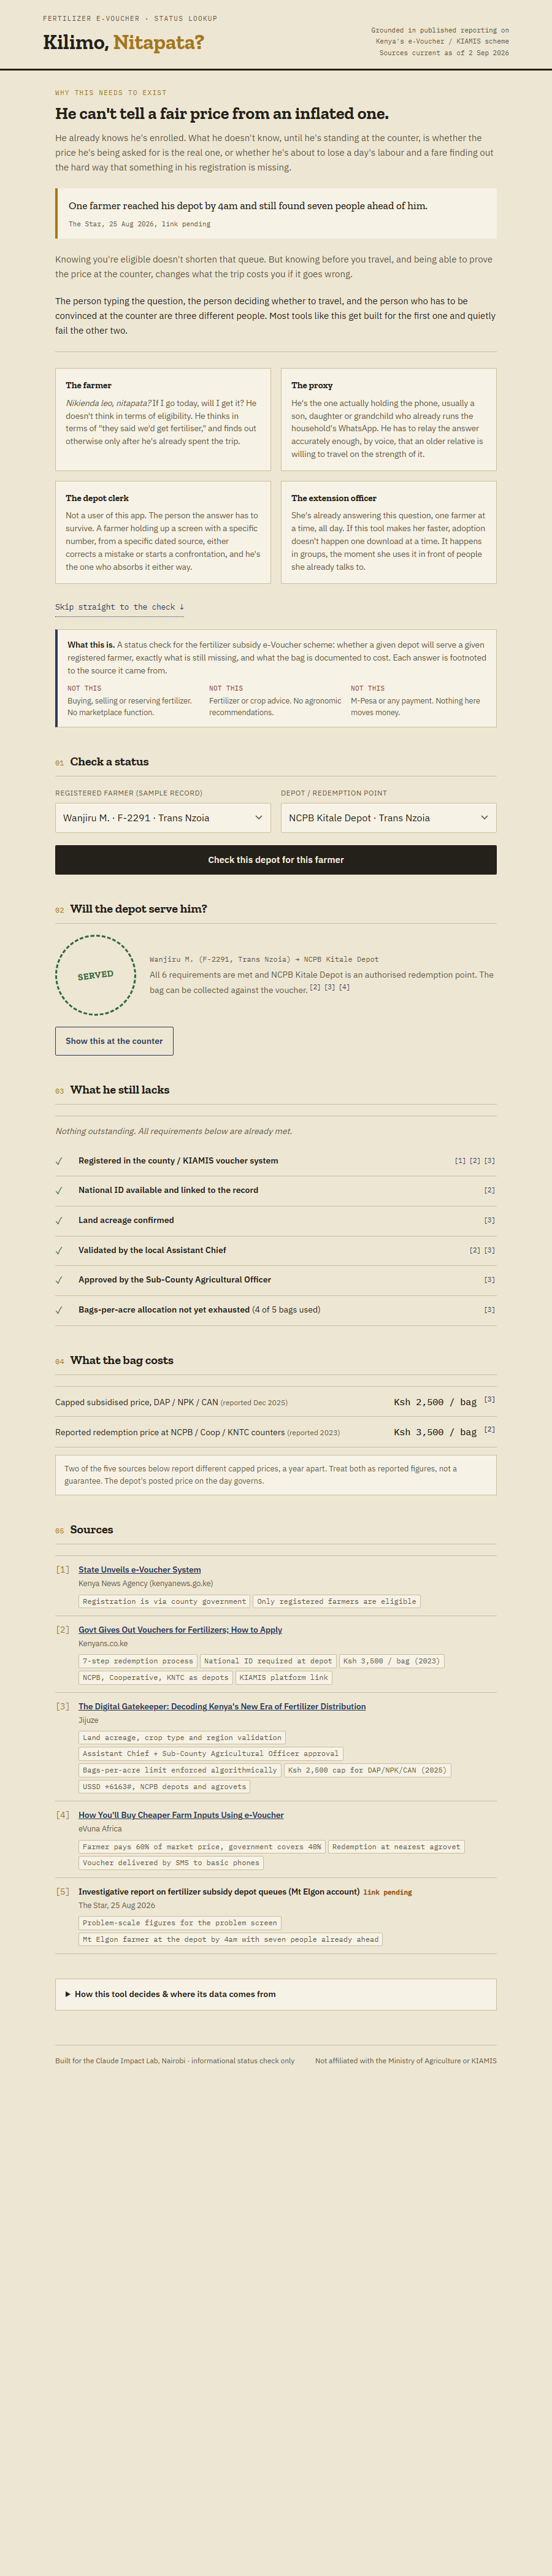 FERTILIZER E-VOUCHER · STATUS LOOKUP
Kilimo, Nitapata?
Grounded in published reporting on
Kenya's e-Voucher / KIAMIS scheme
Sources current as of 2 Sep 2026
WHY THIS NEEDS TO EXIST
He can't tell a fair price from an inflated one.
He already knows he's enrolled. What he doesn't know, until he's standing at the counter, is whether the
price he's being asked for is the real one, or whether he's about to lose a day's labour and a fare finding out
the hard way that something in his registration is missing.
One farmer reached his depot by 4am and still found seven people ahead of him.
The Star, 25 Aug 2026, link pending
Knowing you're eligible doesn't shorten that queue. But knowing before you travel, and being able to prove
the price at the counter, changes what the trip costs you if it goes wrong.
The person typing the question, the person deciding whether to travel, and the person who has to be
convinced at the counter are three different people. Most tools like this get built for the first one and quietly
fail the other two.
The farmer
Nikienda leo, nitapata? If I go today, will I get it? He
doesn't think in terms of eligibility. He thinks in
terms of "they said we'd get fertiliser," and finds out
otherwise only after he's already spent the trip.
The proxy
He's the one actually holding the phone, usually a
son, daughter or grandchild who already runs the
household's WhatsApp. He has to relay the answer
accurately enough, by voice, that an older relative is
willing to travel on the strength of it.
The depot clerk
Not a user of this app. The person the answer has to
survive. A farmer holding up a screen with a specific
number, from a specific dated source, either
corrects a mistake or starts a confrontation, and he's
the one who absorbs it either way.
The extension officer
She's already answering this question, one farmer at
a time, all day. If this tool makes her faster, adoption
doesn't happen one download at a time. It happens
in groups, the moment she uses it in front of people
she already talks to.
Skip straight to the check ↓
What this is. A status check for the fertilizer subsidy e-Voucher scheme: whether a given depot will serve a given
registered farmer, exactly what is still missing, and what the bag is documented to cost. Each answer is footnoted
to the source it came from.
NOT THIS
Buying, selling or reserving fertilizer.
No marketplace function.
NOT THIS
Fertilizer or crop advice. No agronomic
recommendations.
NOT THIS
M-Pesa or any payment. Nothing here
moves money.
01 Check a status
REGISTERED FARMER (SAMPLE RECORD)
Wanjiru M. · F-2291 · Trans Nzoia
DEPOT / REDEMPTION POINT
NCPB Kitale Depot · Trans Nzoia
Check this depot for this farmer
02 Will the depot serve him?
SERVED
Wanjiru M. (F-2291, Trans Nzoia) → NCPB Kitale Depot
All 6 requirements are met and NCPB Kitale Depot is an authorised redemption point. The
bag can be collected against the voucher. [2] [3] [4]
Show this at the counter
03 What he still lacks
Nothing outstanding. All requirements below are already met.
✓ Registered in the county / KIAMIS voucher system [1] [2] [3]
✓ National ID available and linked to the record [2]
✓ Land acreage confirmed [3]
✓ Validated by the local Assistant Chief [2] [3]
✓ Approved by the Sub-County Agricultural Officer [3]
✓ Bags-per-acre allocation not yet exhausted (4 of 5 bags used) [3]
04 What the bag costs
Capped subsidised price, DAP / NPK / CAN (reported Dec 2025) Ksh 2,500 / bag [3]
Reported redemption price at NCPB / Coop / KNTC counters (reported 2023) Ksh 3,500 / bag [2]
Two of the five sources below report different capped prices, a year apart. Treat both as reported figures, not a
guarantee. The depot's posted price on the day governs.
05 Sources
[1] State Unveils e-Voucher System
Kenya News Agency (kenyanews.go.ke)
Registration is via county government Only registered farmers are eligible
[2] Govt Gives Out Vouchers for Fertilizers; How to Apply
Kenyans.co.ke
7-step redemption process National ID required at depot Ksh 3,500 / bag (2023)
NCPB, Cooperative, KNTC as depots KIAMIS platform link
[3] The Digital Gatekeeper: Decoding Kenya's New Era of Fertilizer Distribution
Jijuze
Land acreage, crop type and region validation
Assistant Chief + Sub-County Agricultural Officer approval
Bags-per-acre limit enforced algorithmically Ksh 2,500 cap for DAP/NPK/CAN (2025)
USSD *616​3#, NCPB depots and agrovets
[4] How You'll Buy Cheaper Farm Inputs Using e-Voucher
eVuna Africa
Farmer pays 60% of market price, government covers 40% Redemption at nearest agrovet
Voucher delivered by SMS to basic phones
[5] Investigative report on fertilizer subsidy depot queues (Mt Elgon account) link pending
The Star, 25 Aug 2026
Problem-scale figures for the problem screen
Mt Elgon farmer at the depot by 4am with seven people already ahead
▶ How this tool decides & where its data comes from
Built for the Claude Impact Lab, Nairobi · informational status check only
Not affiliated with the Ministry of Agriculture or KIAMIS